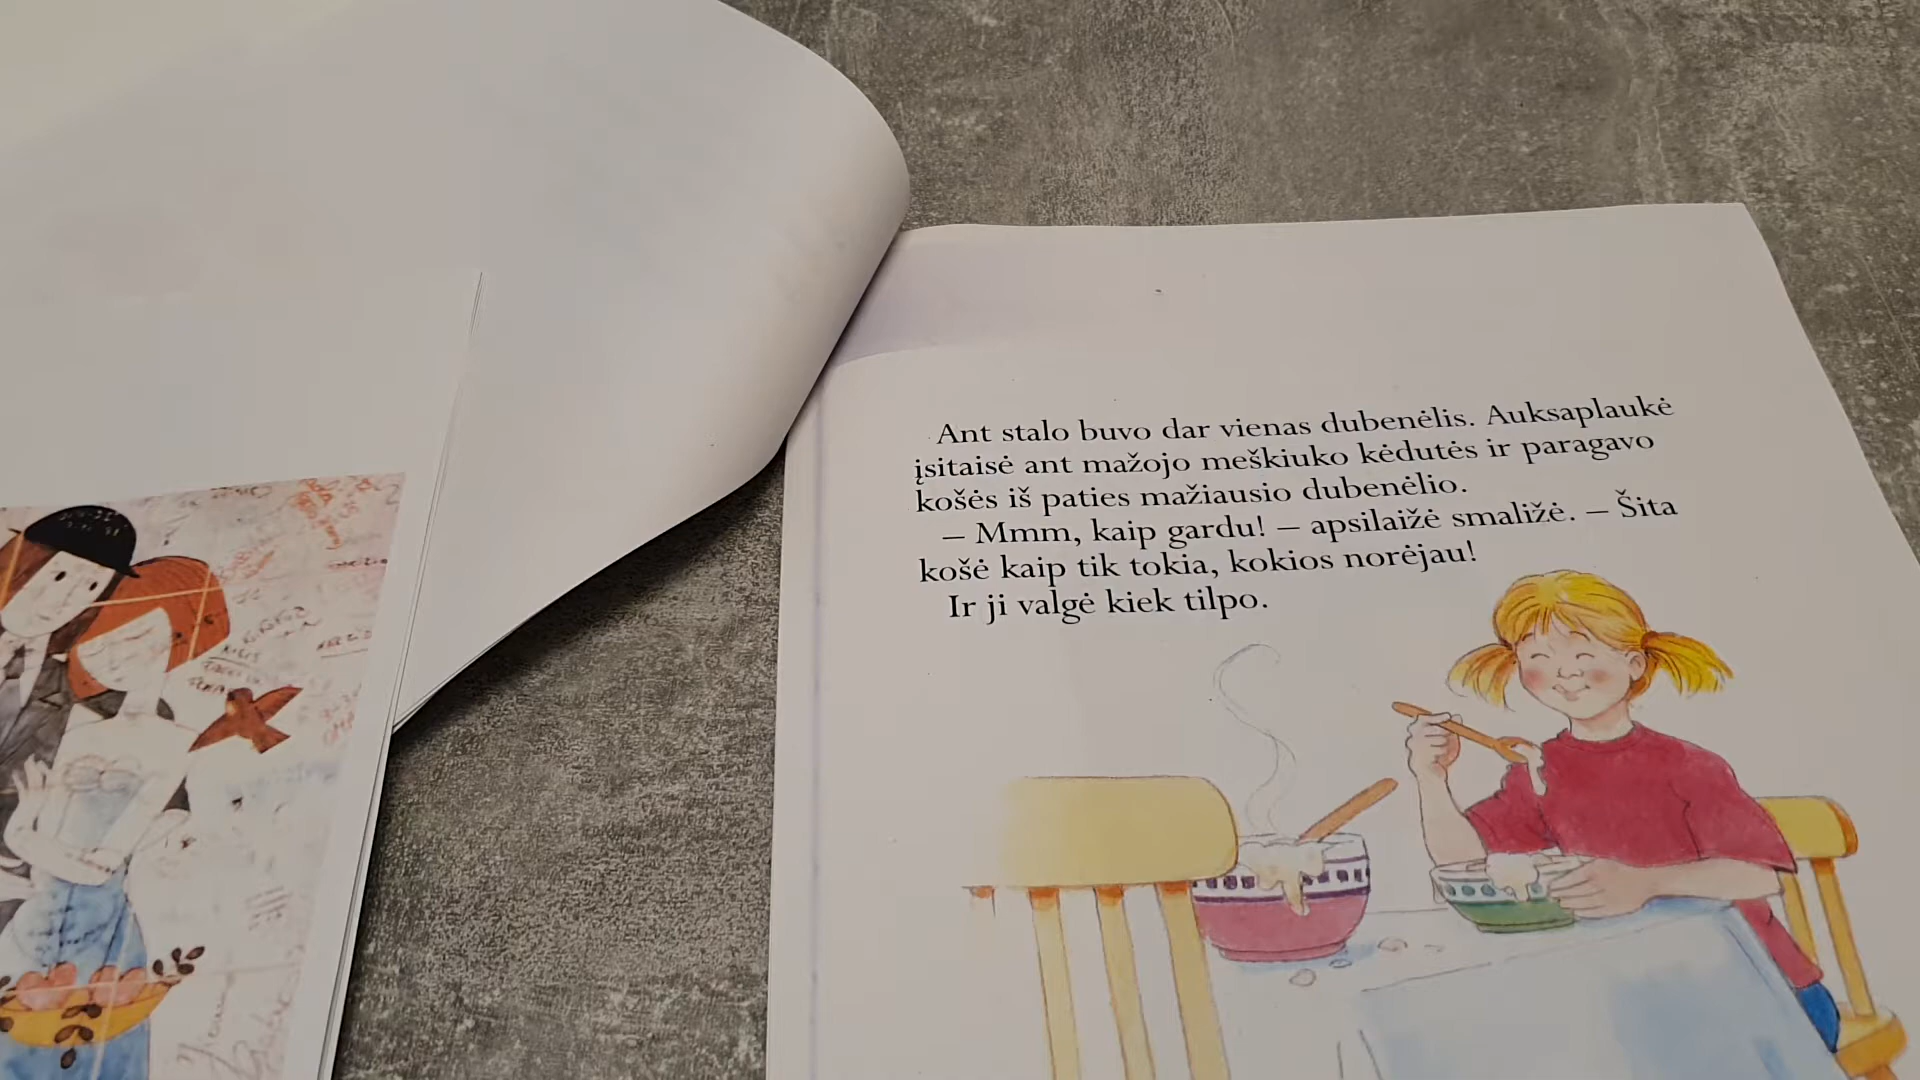 Ant stalo buvo dar vienas dubenėlis. Auksaplaukė
įsitaisė ant mažojo meškiuko kėdutės ir paragavo
košės iš paties mažiausio dubenėlio.
– Mmm, kaip gardu! – apsilaižė smaližė. – Šita
košė kaip tik tokia, kokios norėjau!
Ir ji valgė kiek tilpo.